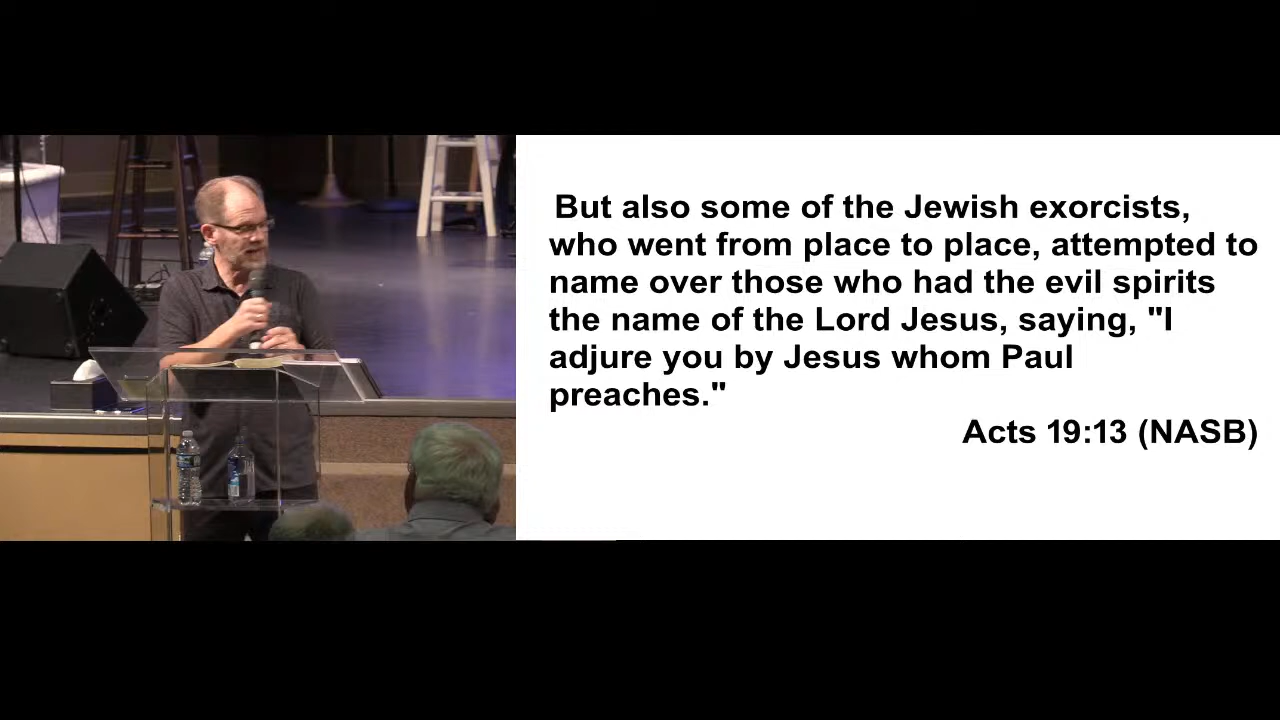 But also some of the Jewish exorcists,
who went from place to place, attempted to
name over those who had the evil spirits
the name of the Lord Jesus, saying, "I
adjure you by Jesus whom Paul
preaches."
Acts 19:13 (NASB)